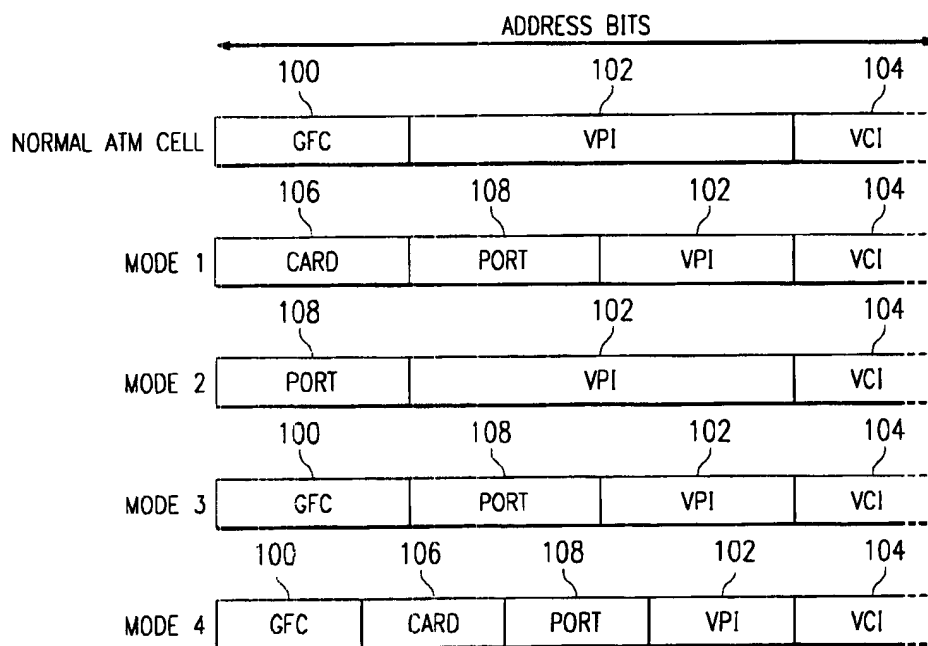 ADDRESS BITS
100 102 104
NORMAL ATM CELL GFC VPI VCI
106 108 102 104
MODE 1 CARD PORT VPI VCI
108 102 104
MODE 2 PORT VPI VCI
100 108 102 104
MODE 3 GFC PORT VPI VCI
100 106 108 102 104
MODE 4 GFC CARD PORT VPI VCI